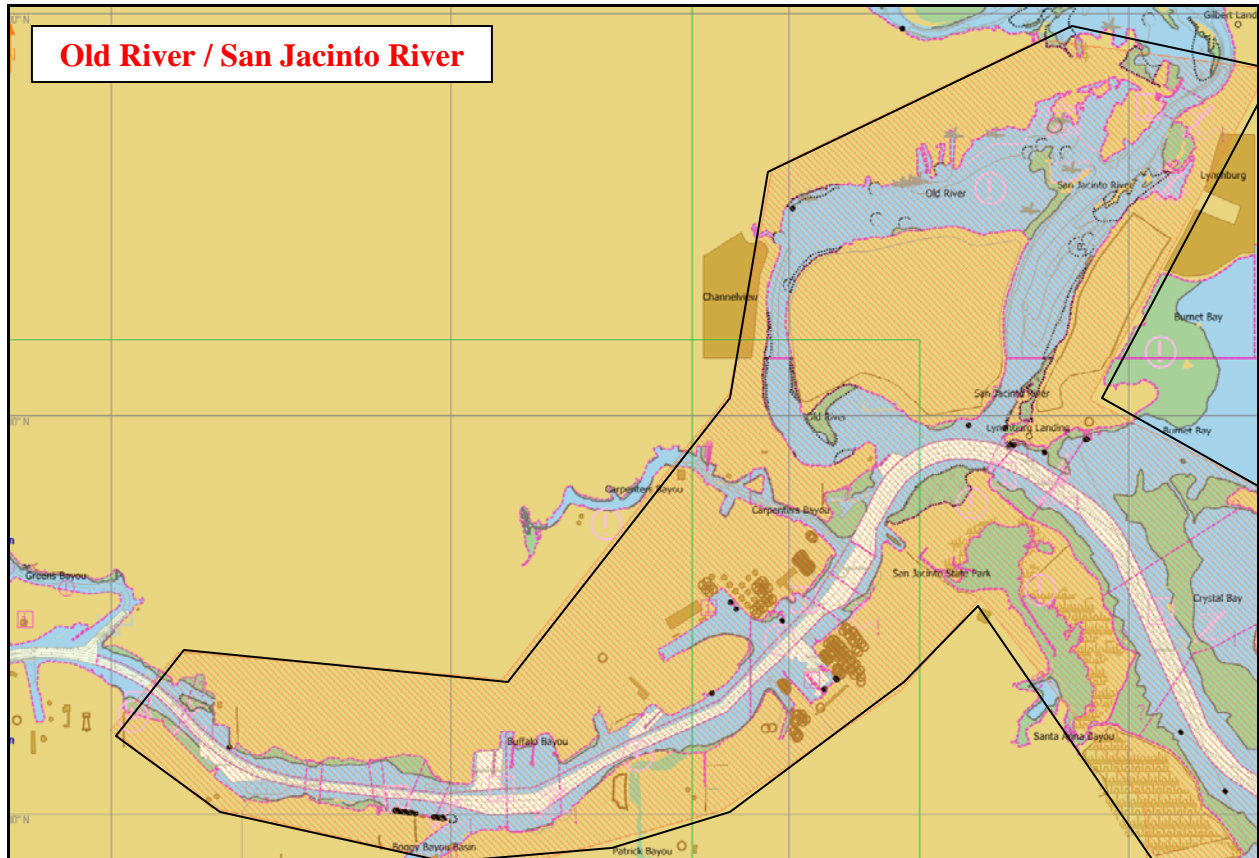 Old River / San Jacinto River
Gilbert Land
Lynchburg
San Jacinto River
Old River
Channelview
Burnet Bay
San Jacinto River
Old River
Lynchburg Landing
Burnet Bay
Carpenters Bayou
Carpenters Bayou
Greens Bayou
San Jacinto State Park
Crystal Bay
Santa Anna Bayou
Buffalo Bayou
Boggy Bayou Basin
Patrick Bayou